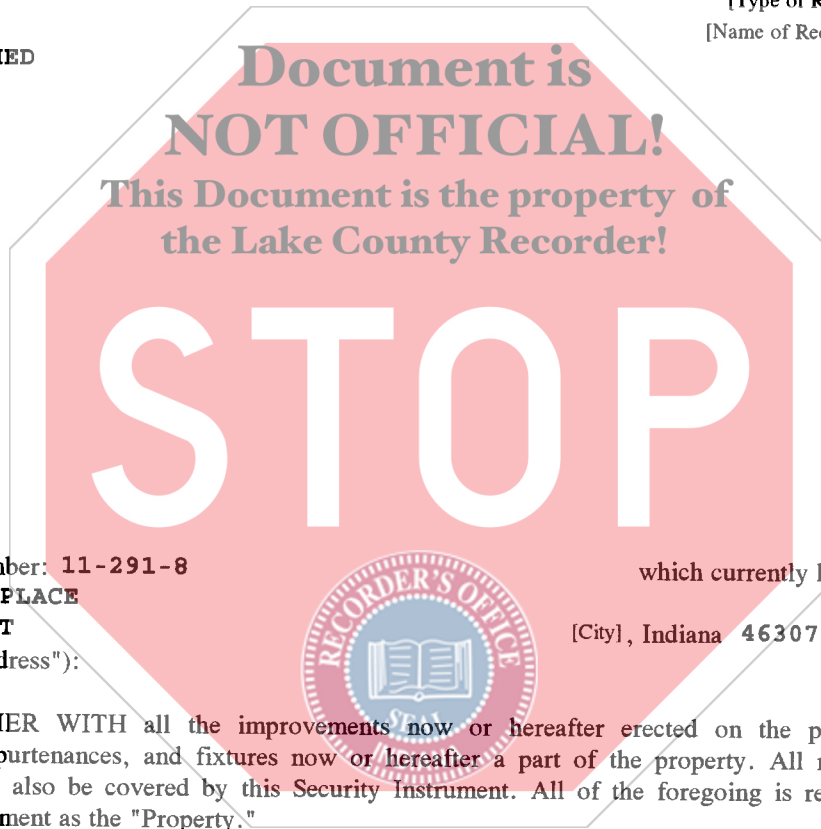 [Type of R
[Name of Rec
IED
Document is
NOT OFFICIAL!
This Document is the property of
the Lake County Recorder!
STOP
nber: 11-291-8
which currently
PLACE
T
[City], Indiana 46307
dress"):
RECORDER'S OFFICE
SEAL
IER WITH all the improvements now or hereafter erected on the p
purtenances, and fixtures now or hereafter a part of the property. All
also be covered by this Security Instrument. All of the foregoing is re
ment as the "Property."